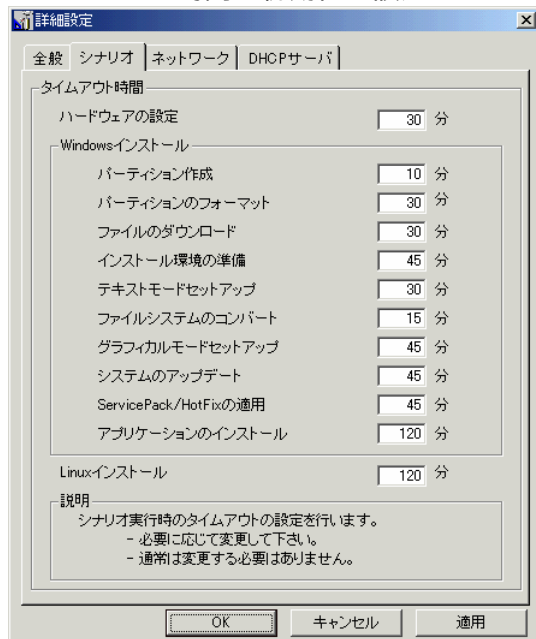 詳細設定
全般 シナリオ ネットワーク DHCPサーバ
タイムアウト時間
ハードウェアの設定 30 分
Windowsインストール
パーティション作成 10 分
パーティションのフォーマット 30 分
ファイルのダウンロード 30 分
インストール環境の準備 45 分
テキストモードセットアップ 30 分
ファイルシステムのコンバート 15 分
グラフィカルモードセットアップ 45 分
システムのアップデート 45 分
ServicePack/HotFixの適用 45 分
アプリケーションのインストール 120 分
Linuxインストール 120 分
説明
シナリオ実行時のタイムアウトの設定を行います。
- 必要に応じて変更して下さい。
- 通常は変更する必要はありません。
OK キャンセル 適用